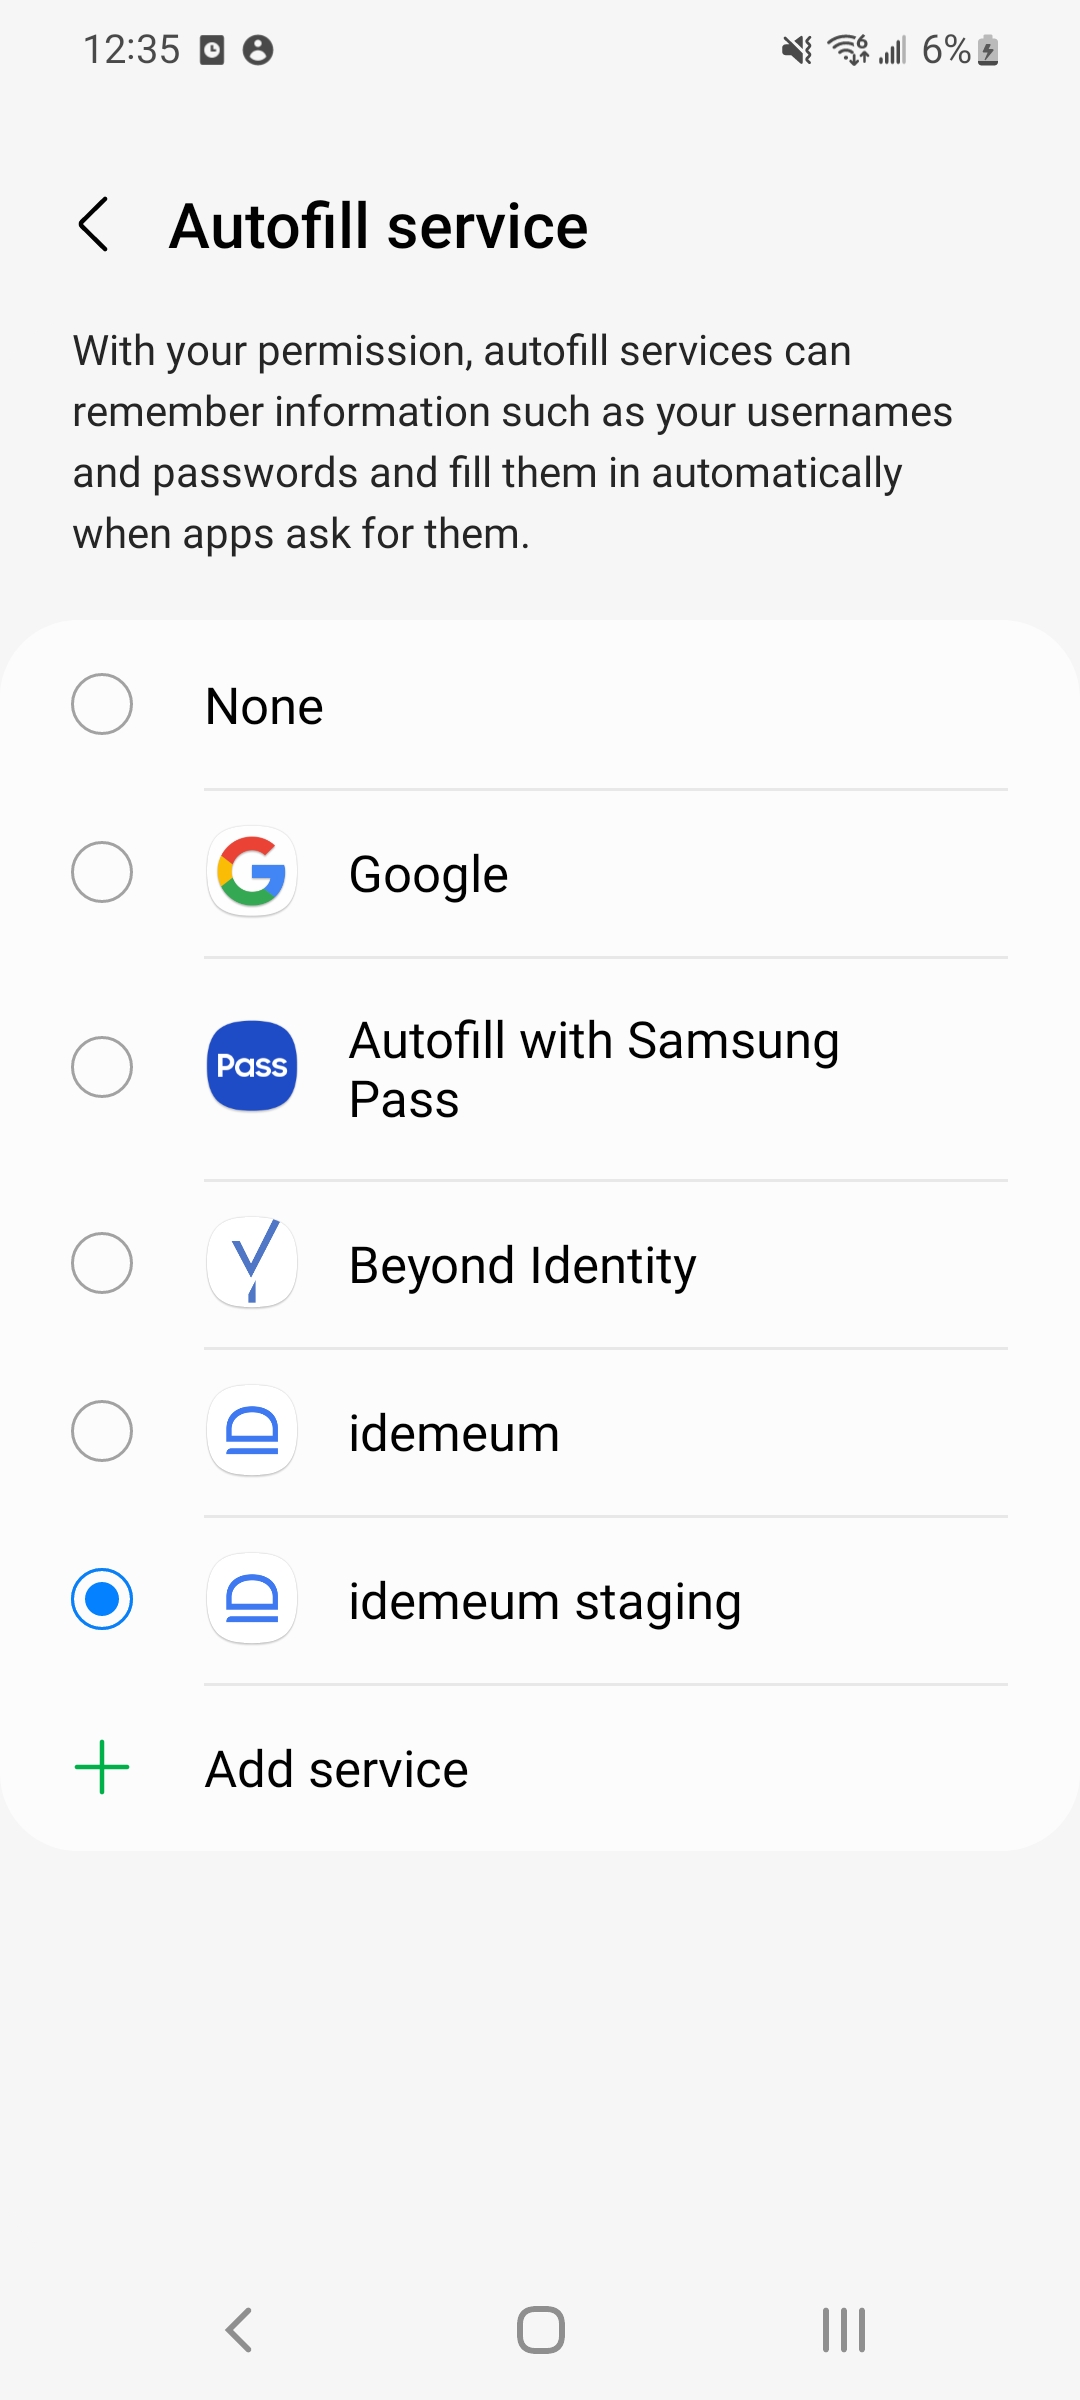 12:35
6%
Autofill service
With your permission, autofill services can
remember information such as your usernames
and passwords and fill them in automatically
when apps ask for them.
None
Google
Pass
Autofill with Samsung
Pass
Beyond Identity
idemeum
idemeum staging
Add service